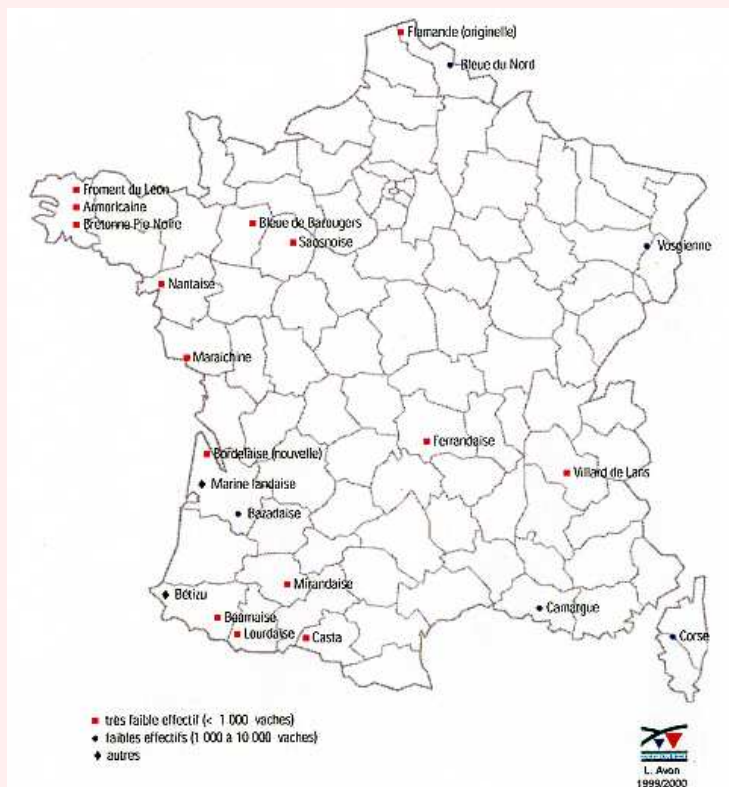 Flamande (originelle)
Bleue du Nord
Froment du Léon
Armoricaine
Bretonne Pie Noire
Bleue de Bazougers
Saosnoise
Vosgienne
Nantaise
Maraichine
Ferrandaise
Bordelaise (nouvelle)
Villard de Lans
Marine landaise
Bazadaise
Mirandaise
Bétizu
Béarnaise
Camargue
Lourdaise
Casta
Corse
très faible effectif (< 1 000 vaches)
faibles effectifs (1 000 à 10 000 vaches)
autres
L. Avon
1999/2000